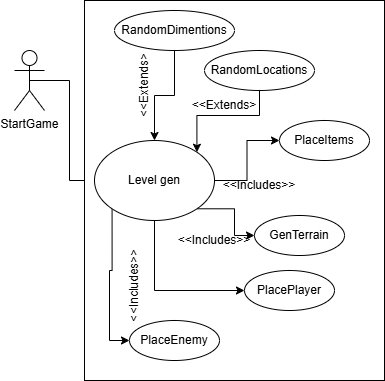 RandomDimentions
<<Extends>
RandomLocations
<<Extends>>
StartGame
PlaceItems
Level gen
<<Includes>>
GenTerrain
<<Includes>>
<<Includes>>
PlacePlayer
PlaceEnemy